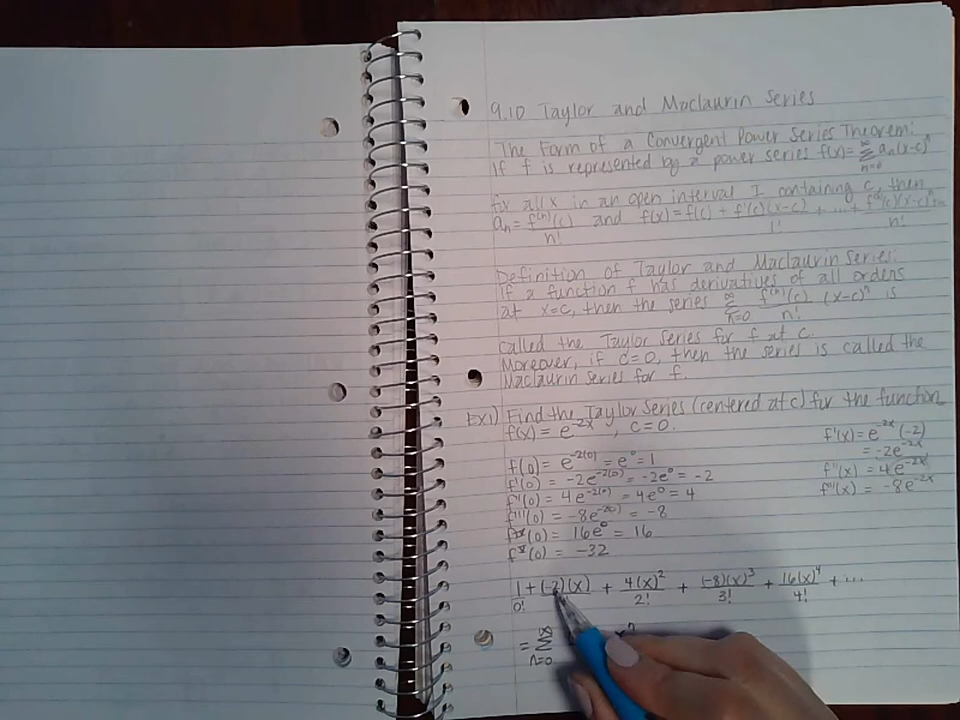 9.10 Taylor and Maclaurin Series
The Form of a Convergent Power Series Theorem:
If f is represented by a power series f(x) = ∑_{n=0}^{∞} a_n(x-c)^n
for all x in an open interval I containing c, then
a_n = f^{(n)}(c)/n! and f(x) = f(c) + f'(c)(x-c)/1! + ... + f^{(n)}(c)(x-c)^n/n!
Definition of Taylor and Maclaurin Series:
If a function f has derivatives of all orders
at x=c, then the series ∑_{n=0}^{∞} f^{(n)}(c)/n! (x-c)^n is
called the Taylor Series for f at c.
Moreover, if c=0, then the series is called the
Maclaurin series for f.
Ex1) Find the Taylor Series (centered at c) for the function
f(x) = e^{-2x}, c=0.
f'(x) = e^{-2x}(-2)
= -2e^{-2x}
f''(x) = 4e^{-2x}
f'''(x) = -8e^{-2x}
f(0) = e^{-2(0)} = e^0 = 1
f'(0) = -2e^{-2(0)} = -2e^0 = -2
f''(0) = 4e^{-2(0)} = 4e^0 = 4
f'''(0) = -8e^{-2(0)} = -8
f^{IV}(0) = 16e^0 = 16
f^{V}(0) = -32
1/0! + (-2)(x) + 4(x)^2/2! + (-8)(x)^3/3! + 16(x)^4/4! + ...
= ∑_{n=0}^{∞} x^n